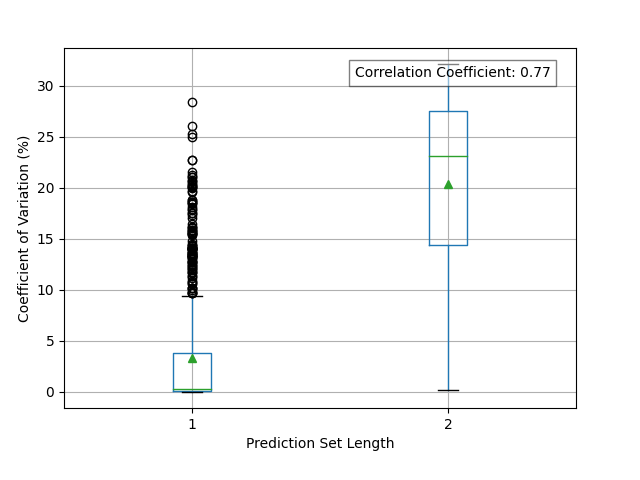 Correlation Coefficient: 0.77
Coefficient of Variation (%)
30
25
20
15
10
5
0
1 2
Prediction Set Length